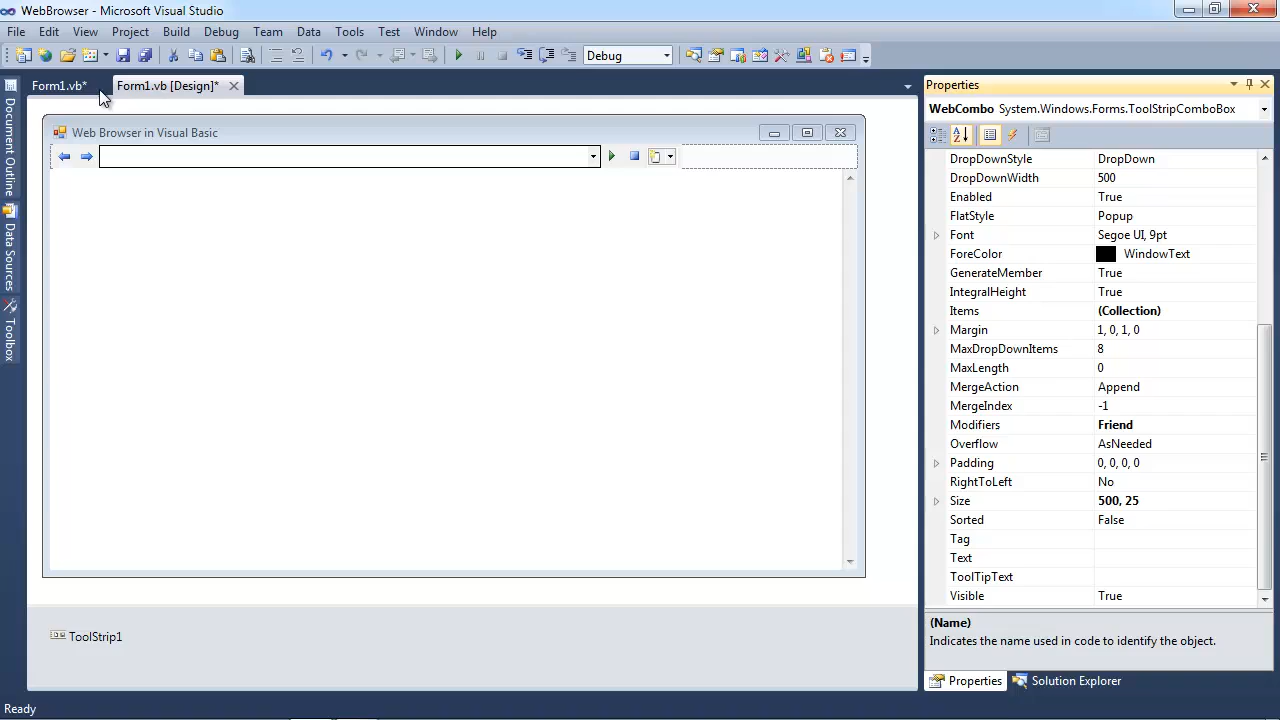 WebBrowser - Microsoft Visual Studio
File Edit View Project Build Debug Team Data Tools Test Window Help
Debug
Form1.vb* Form1.vb [Design]*
Document Outline
Data Sources
Toolbox
Web Browser in Visual Basic
ToolStrip1
Properties
WebCombo System.Windows.Forms.ToolStripComboBox
DropDownStyle DropDown
DropDownWidth 500
Enabled True
FlatStyle Popup
Font Segoe UI, 9pt
ForeColor WindowText
GenerateMember True
IntegralHeight True
Items (Collection)
Margin 1, 0, 1, 0
MaxDropDownItems 8
MaxLength 0
MergeAction Append
MergeIndex -1
Modifiers Friend
Overflow AsNeeded
Padding 0, 0, 0, 0
RightToLeft No
Size 500, 25
Sorted False
Tag
Text
ToolTipText
Visible True
(Name)
Indicates the name used in code to identify the object.
Properties Solution Explorer
Ready